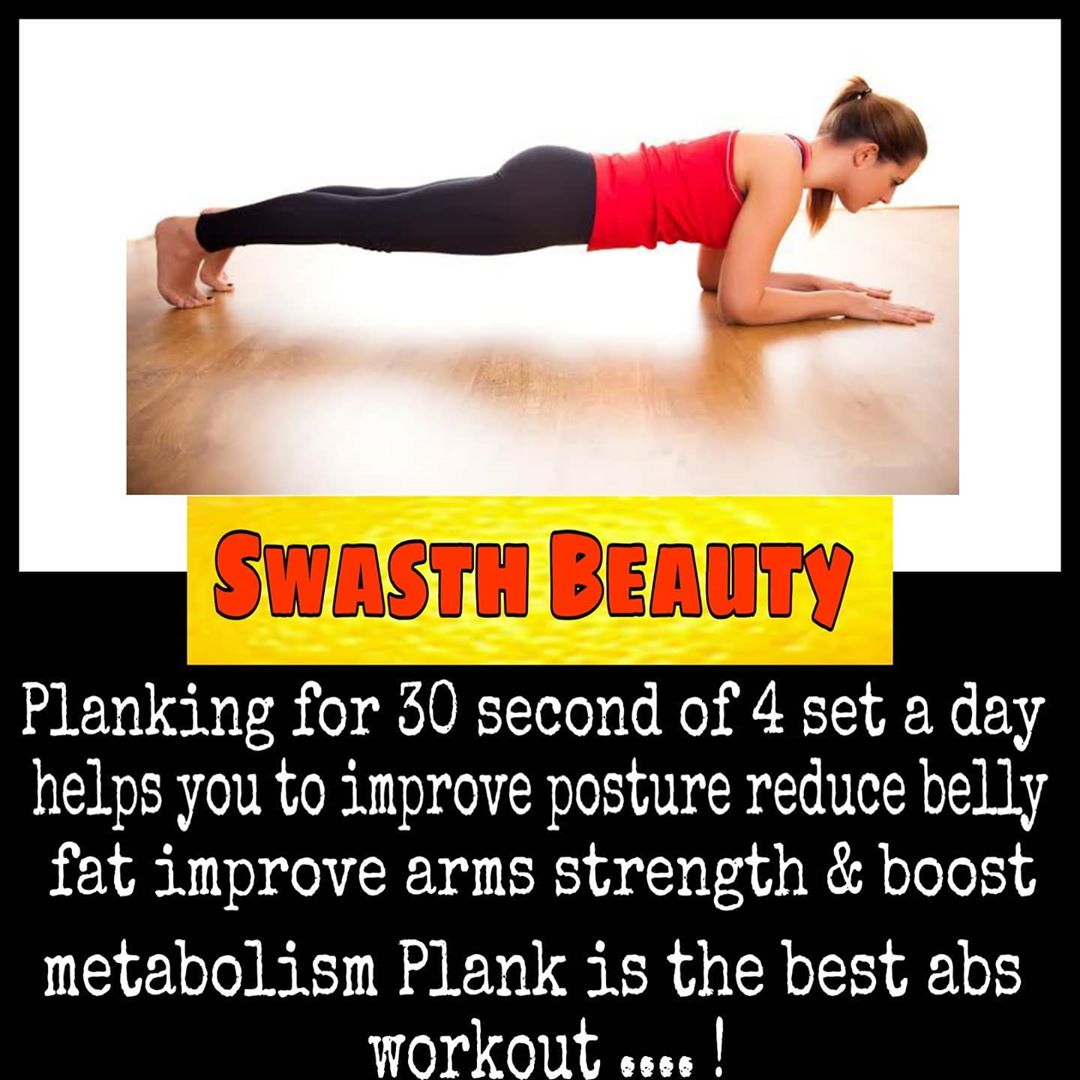 SWASTH BEAUTY
Planking for 30 second of 4 set a day
helps you to improve posture reduce belly
fat improve arms strength & boost
metabolism Plank is the best abs
workout .... !